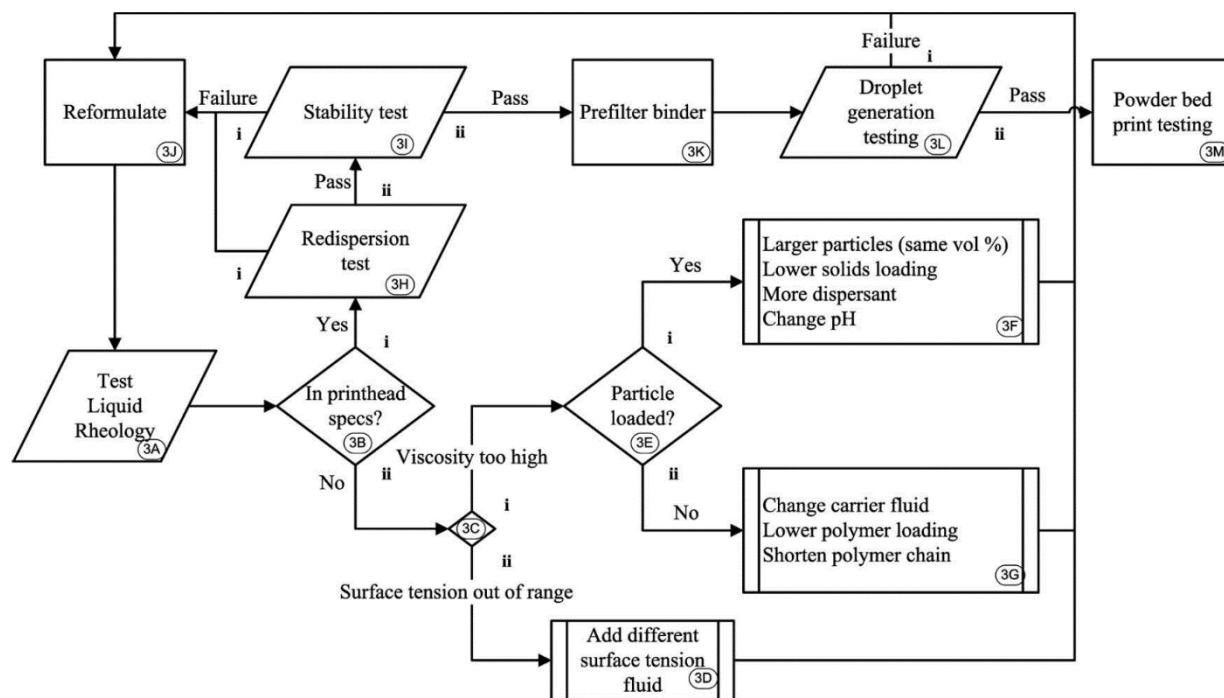 Failure
i
Reformulate
3J
Failure
i
Stability test
3I
Pass
ii
Prefilter binder
3K
Droplet
generation
testing
3L
Pass
ii
Powder bed
print testing
3M
Pass
ii
Redispersion
test
3H
i
Larger particles (same vol %)
Lower solids loading
More dispersant
Change pH
3F
Yes
i
Yes
i
Test
Liquid
Rheology
3A
In printhead
specs?
3B
Particle
loaded?
3E
No
ii
Viscosity too high
i
3C
ii
ii
No
Change carrier fluid
Lower polymer loading
Shorten polymer chain
3G
Surface tension out of range
Add different
surface tension
fluid
3D